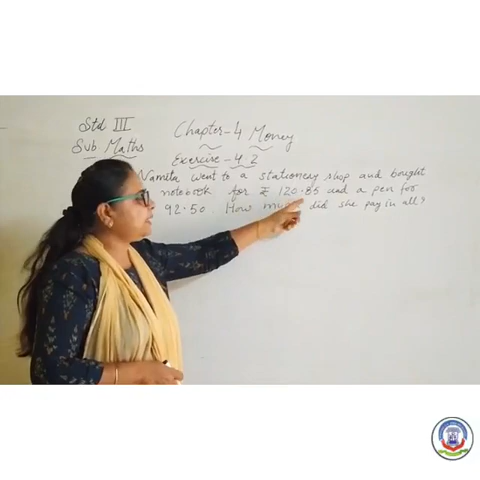 Std III
Chapter-4 Money
Sub. Maths
Exercise-4.2
Namita went to a stationery shop and bought
notebook for ₹ 120.85 and a pen for
92.50. How much did she pay in all?